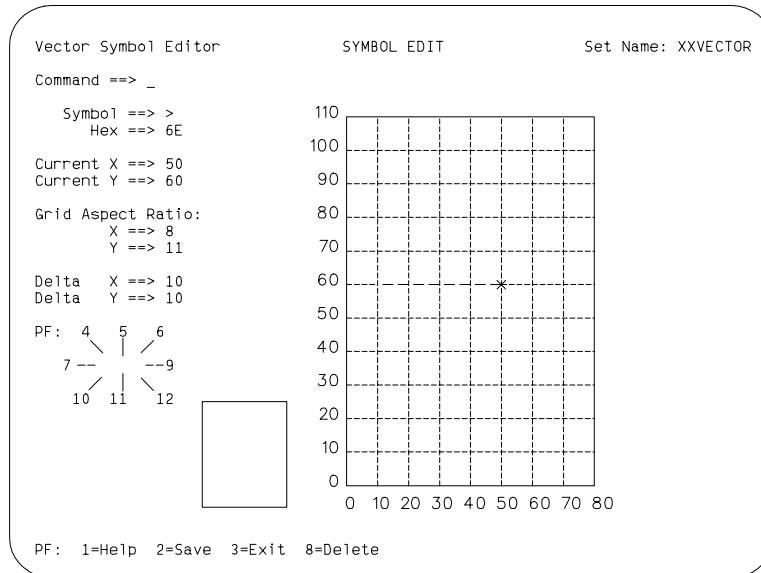 Vector Symbol Editor SYMBOL EDIT Set Name: XXVECTOR
Command ==> _
Symbol ==> >
Hex ==> 6E
Current X ==> 50
Current Y ==> 60
Grid Aspect Ratio:
X ==> 8
Y ==> 11
Delta X ==> 10
Delta Y ==> 10
PF: 4 5 6
7 -- --9
10 11 12
110
100
90
80
70
60
50
40
30
20
10
0
0 10 20 30 40 50 60 70 80
PF: 1=Help 2=Save 3=Exit 8=Delete